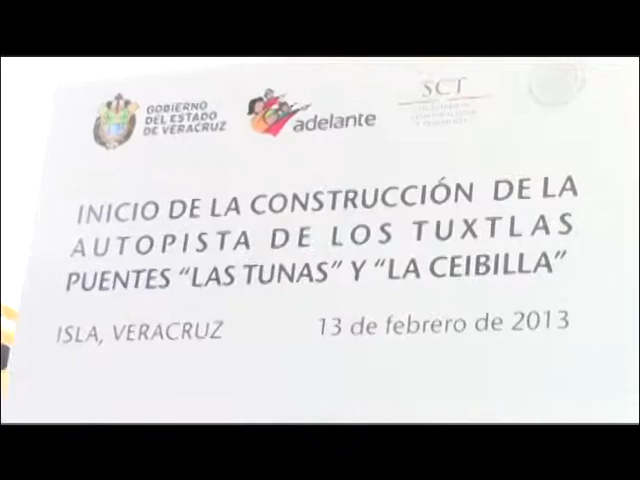 GOBIERNO
DEL ESTADO
DE VERACRUZ
adelante
SCT
INICIO DE LA CONSTRUCCIÓN DE LA
AUTOPISTA DE LOS TUXTLAS
PUENTES "LAS TUNAS" Y "LA CEIBILLA"
ISLA, VERACRUZ 13 de febrero de 2013